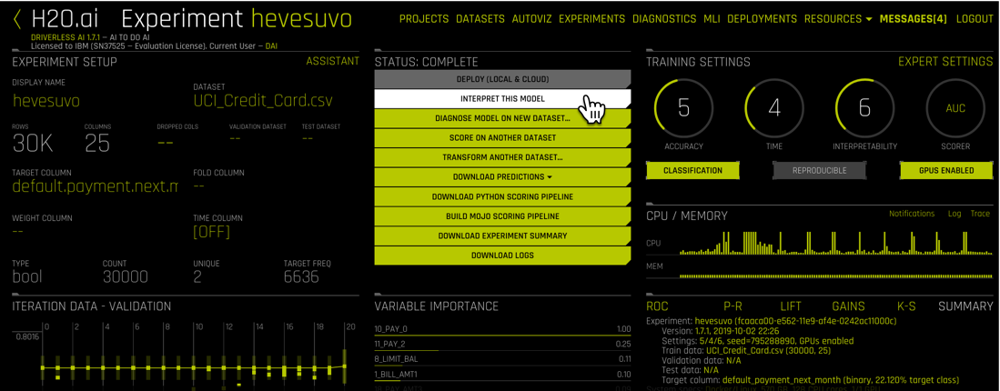 H2O.ai Experiment hevesuvo
PROJECTS DATASETS AUTOVIZ EXPERIMENTS DIAGNOSTICS MLI DEPLOYMENTS RESOURCES MESSAGES[4] LOGOUT
DRIVERLESS AI 1.7.1 – AI TO DO AI
Licensed to IBM (SN37525 – Evaluation License). Current User – DAI
EXPERIMENT SETUP
ASSISTANT
DISPLAY NAME
hevesuvo
DATASET
UCI_Credit_Card.csv
ROWS
30K
COLUMNS
25
DROPPED COLS
--
VALIDATION DATASET
--
TEST DATASET
--
TARGET COLUMN
default.payment.next.m
FOLD COLUMN
--
WEIGHT COLUMN
--
TIME COLUMN
[OFF]
TYPE
bool
COUNT
30000
UNIQUE
2
TARGET FREQ
6636
STATUS: COMPLETE
DEPLOY (LOCAL & CLOUD)
INTERPRET THIS MODEL
DIAGNOSE MODEL ON NEW DATASET...
SCORE ON ANOTHER DATASET
TRANSFORM ANOTHER DATASET...
DOWNLOAD PREDICTIONS
DOWNLOAD PYTHON SCORING PIPELINE
BUILD MOJO SCORING PIPELINE
DOWNLOAD EXPERIMENT SUMMARY
DOWNLOAD LOGS
TRAINING SETTINGS
EXPERT SETTINGS
5
ACCURACY
4
TIME
6
INTERPRETABILITY
AUC
SCORER
CLASSIFICATION
REPRODUCIBLE
GPUS ENABLED
CPU / MEMORY
Notifications Log Trace
CPU
MEM
ITERATION DATA - VALIDATION
0 2 4 6 8 10 12 14 16 18 20
0.8016
VARIABLE IMPORTANCE
10_PAY_0 1.00
11_PAY_2 0.25
8_LIMIT_BAL 0.11
1_BILL_AMT1 0.10
ROC P-R LIFT GAINS K-S SUMMARY
Experiment: hevesuvo (fcaaca00-e562-11e9-af4e-0242ac11000c)
Version: 1.7.1, 2019-10-02 22:26
Settings: 5/4/6, seed=795288890, GPUs enabled
Train data: UCI_Credit_Card.csv (30000, 25)
Validation data: N/A
Test data: N/A
Target column: default_payment_next_month (binary, 22.120% target class)